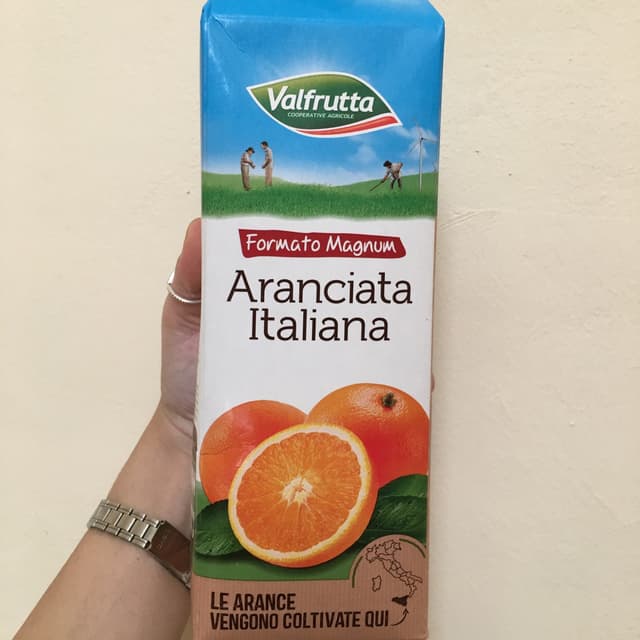 Valfrutta
COOPERATIVE AGRICOLE
Formato Magnum
Aranciata
Italiana
LE ARANCE
VENGONO COLTIVATE QUI